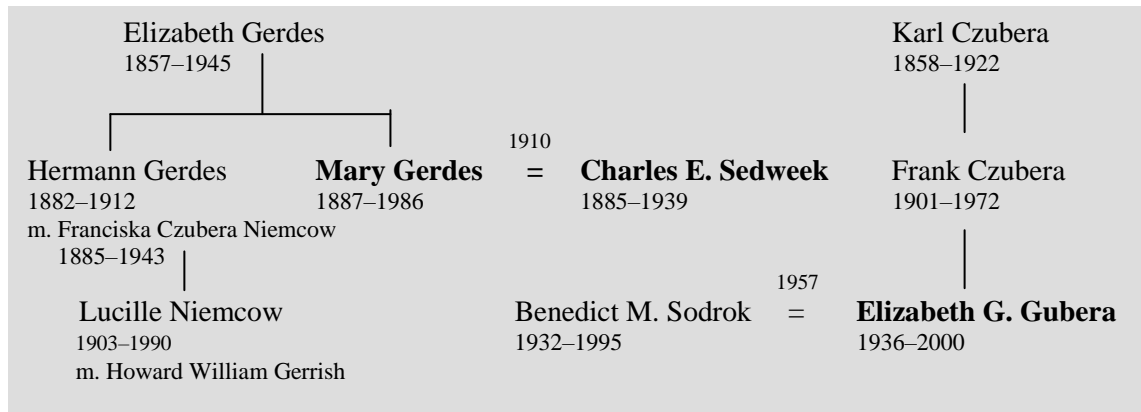 Elizabeth Gerdes
1857–1945
Karl Czubera
1858–1922
Hermann Gerdes
1882–1912
m. Franciska Czubera Niemcow
1885–1943
Mary Gerdes
1887–1986
1910
=
Charles E. Sedweek
1885–1939
Frank Czubera
1901–1972
Lucille Niemcow
1903–1990
m. Howard William Gerrish
Benedict M. Sodrok
1932–1995
1957
=
Elizabeth G. Gubera
1936–2000